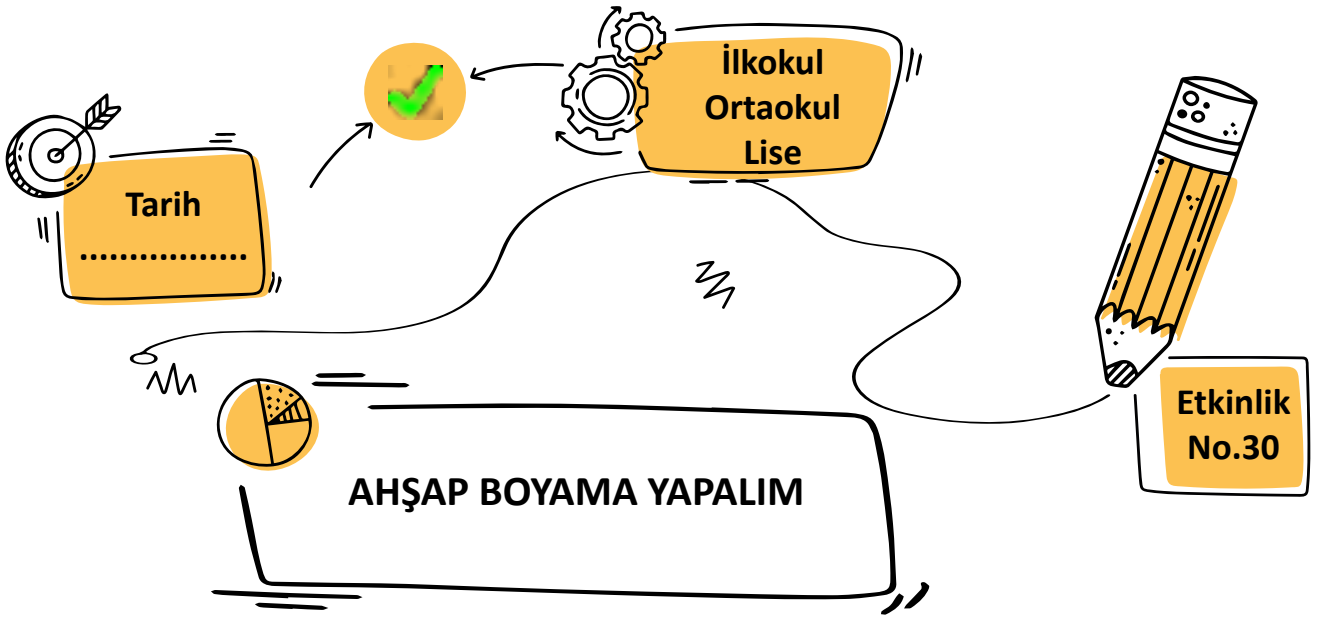 İlkokul
Ortaokul
Lise
Tarih
.....................
Etkinlik
No.30
AHŞAP BOYAMA YAPALIM